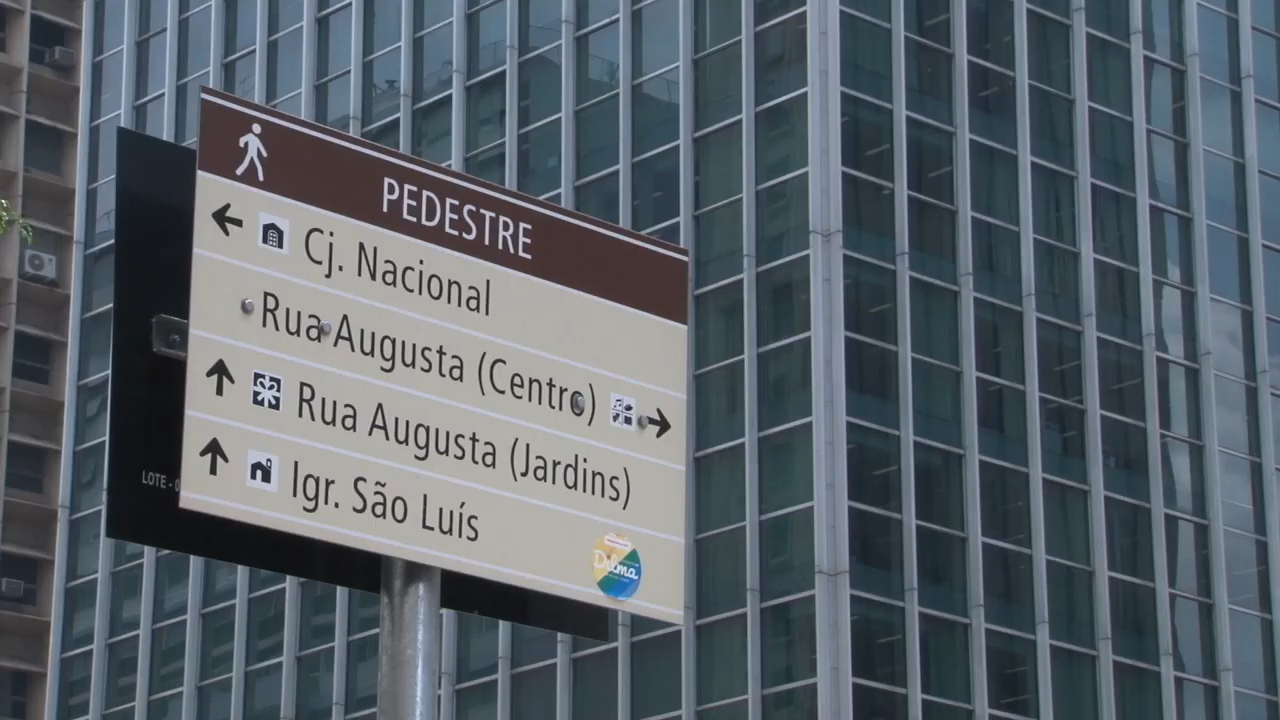 PEDESTRE
Cj. Nacional
Rua Augusta (Centro)
Rua Augusta (Jardins)
Igr. São Luís
Dilma
LOTE -